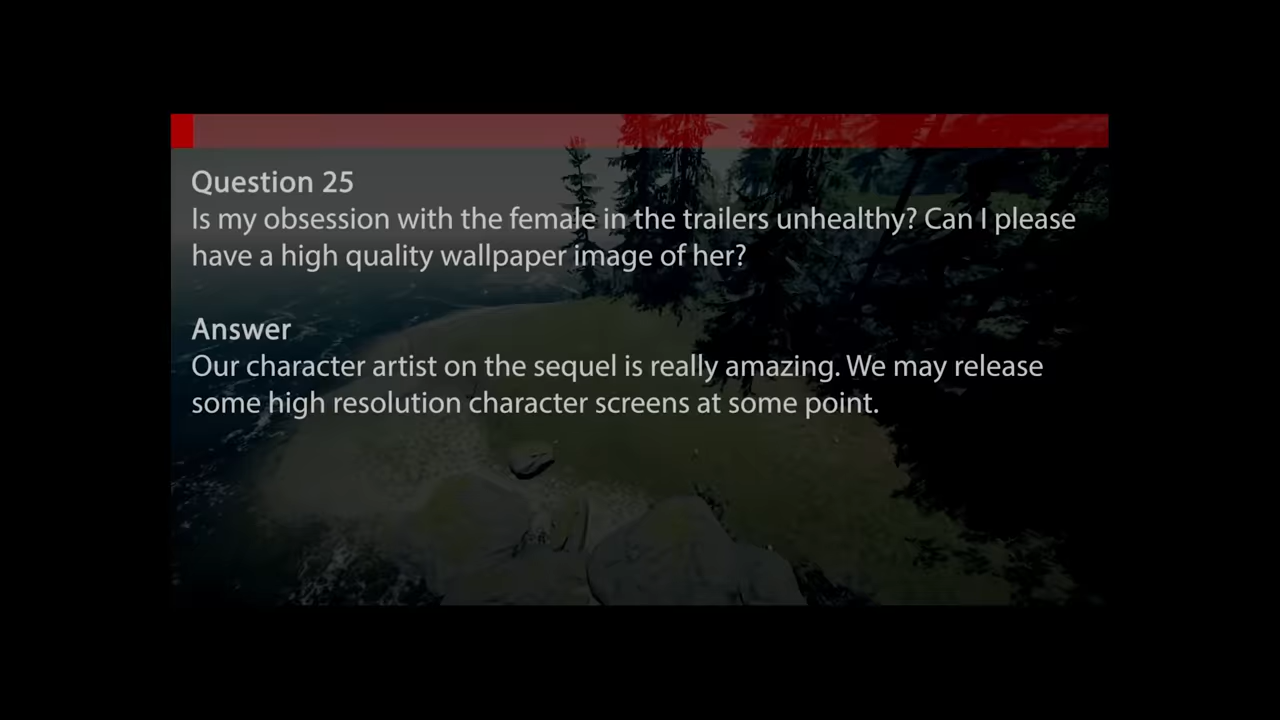 Question 25
Is my obsession with the female in the trailers unhealthy? Can I please
have a high quality wallpaper image of her?
Answer
Our character artist on the sequel is really amazing. We may release
some high resolution character screens at some point.